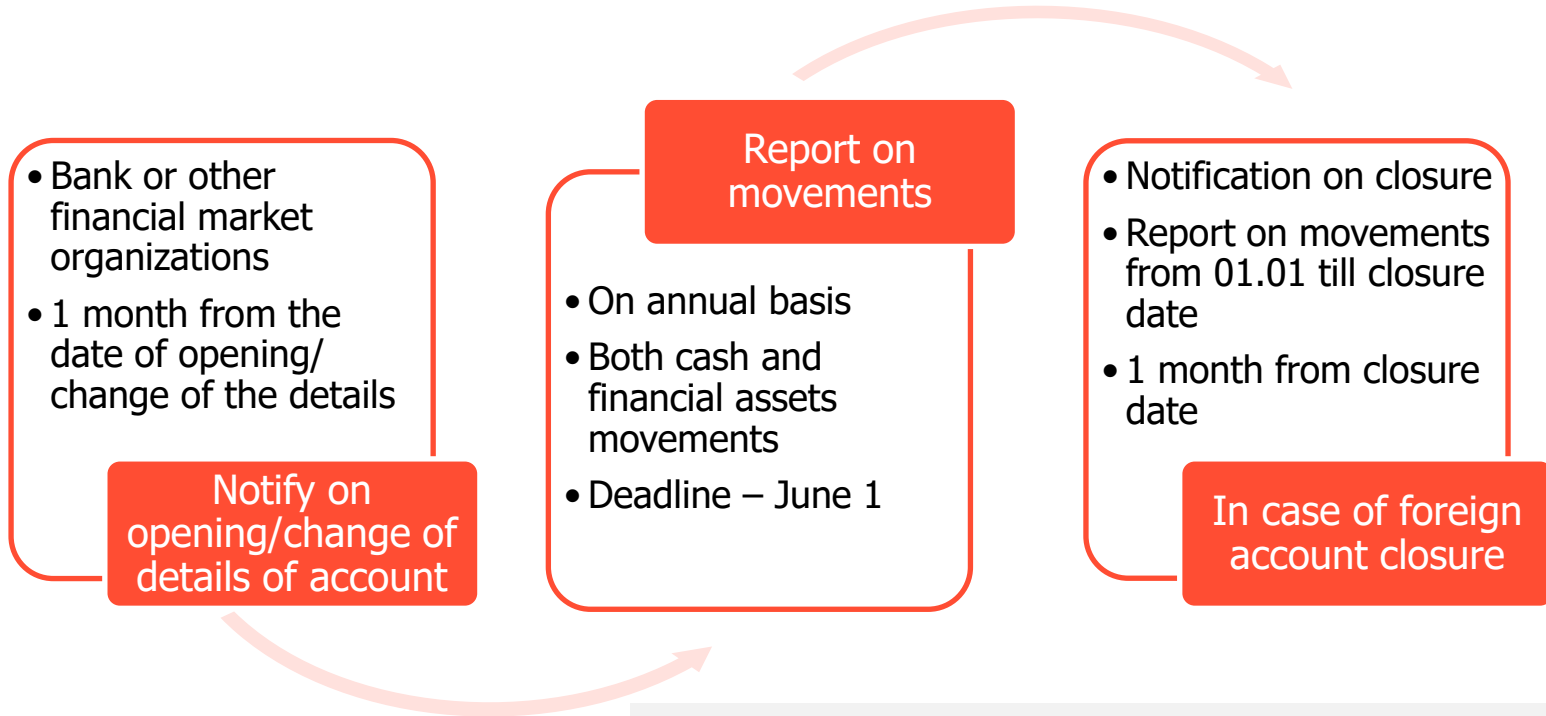 • Bank or other
financial market
organizations
• 1 month from the
date of opening/
change of the details
Notify on
opening/change of
details of account
Report on
movements
• On annual basis
• Both cash and
financial assets
movements
• Deadline – June 1
• Notification on closure
• Report on movements
from 01.01 till closure
date
• 1 month from closure
date
In case of foreign
account closure